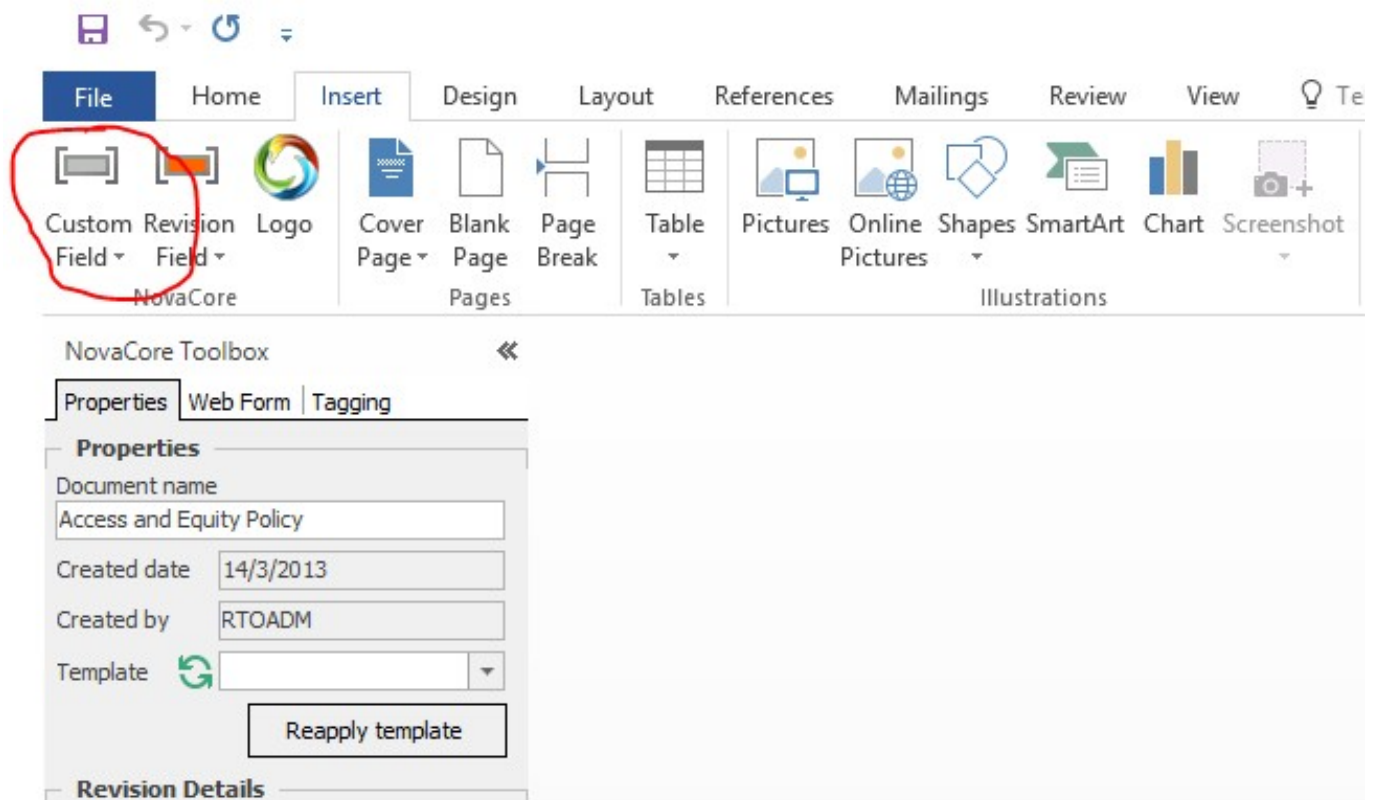 File Home Insert Design Layout References Mailings Review View Te
Custom Revision Logo Cover Blank Page Table Pictures Online Shapes SmartArt Chart Screenshot
Field Field Page Page Break Pictures
NovaCore Pages Tables Illustrations
NovaCore Toolbox
Properties Web Form Tagging
Properties
Document name
Access and Equity Policy
Created date 14/3/2013
Created by RTOADM
Template
Reapply template
Revision Details